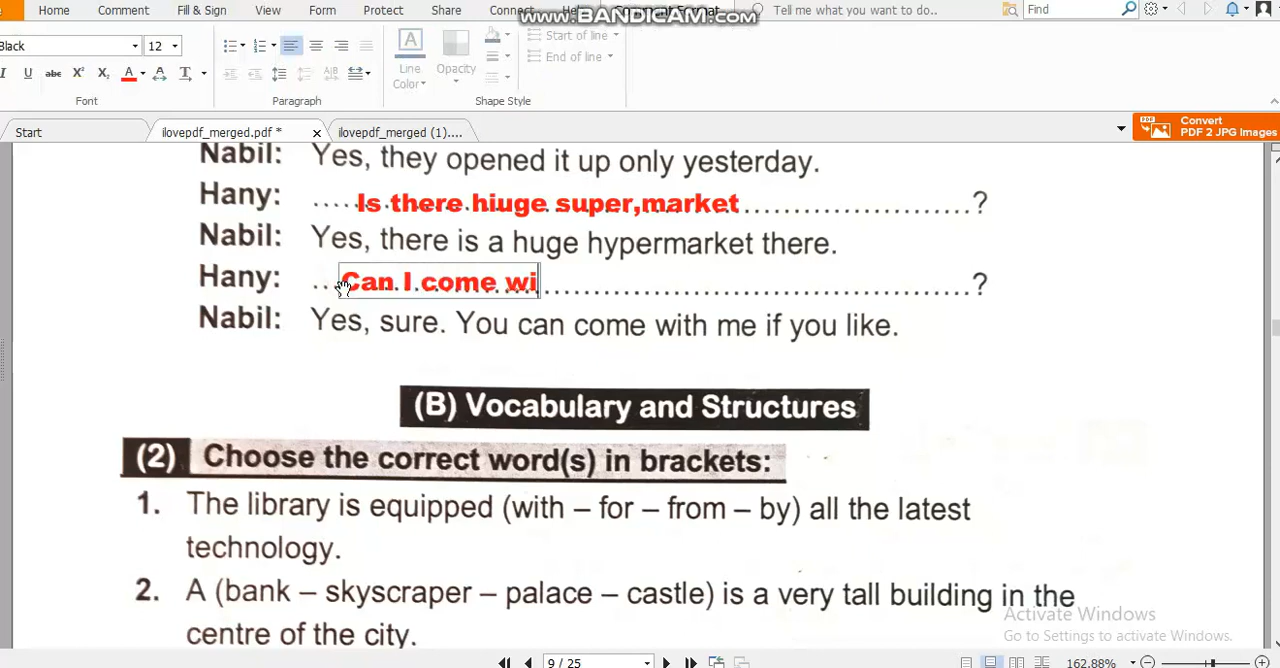 Home Comment Fill & Sign View Form Protect Share Connect Help Comment Format Tell me what you want to do.. Find
www.BANDICAM.com
Black 12 Start of line
I U abc X² X₂ A A T Line Color Opacity End of line
Font Paragraph Shape Style
Start ilovepdf_merged.pdf * ilovepdf_merged (1)....
Convert
PDF 2 JPG Images
Nabil: Yes, they opened it up only yesterday.
Hany: ....Is there hiuge super,market.......................?
Nabil: Yes, there is a huge hypermarket there.
Hany: ...Can I come wi.......................?
Nabil: Yes, sure. You can come with me if you like.
(B) Vocabulary and Structures
(2) Choose the correct word(s) in brackets:
1. The library is equipped (with – for – from – by) all the latest
technology.
2. A (bank – skyscraper – palace – castle) is a very tall building in the
centre of the city.
Activate Windows
Go to Settings to activate Windows.
9 / 25 162.88%